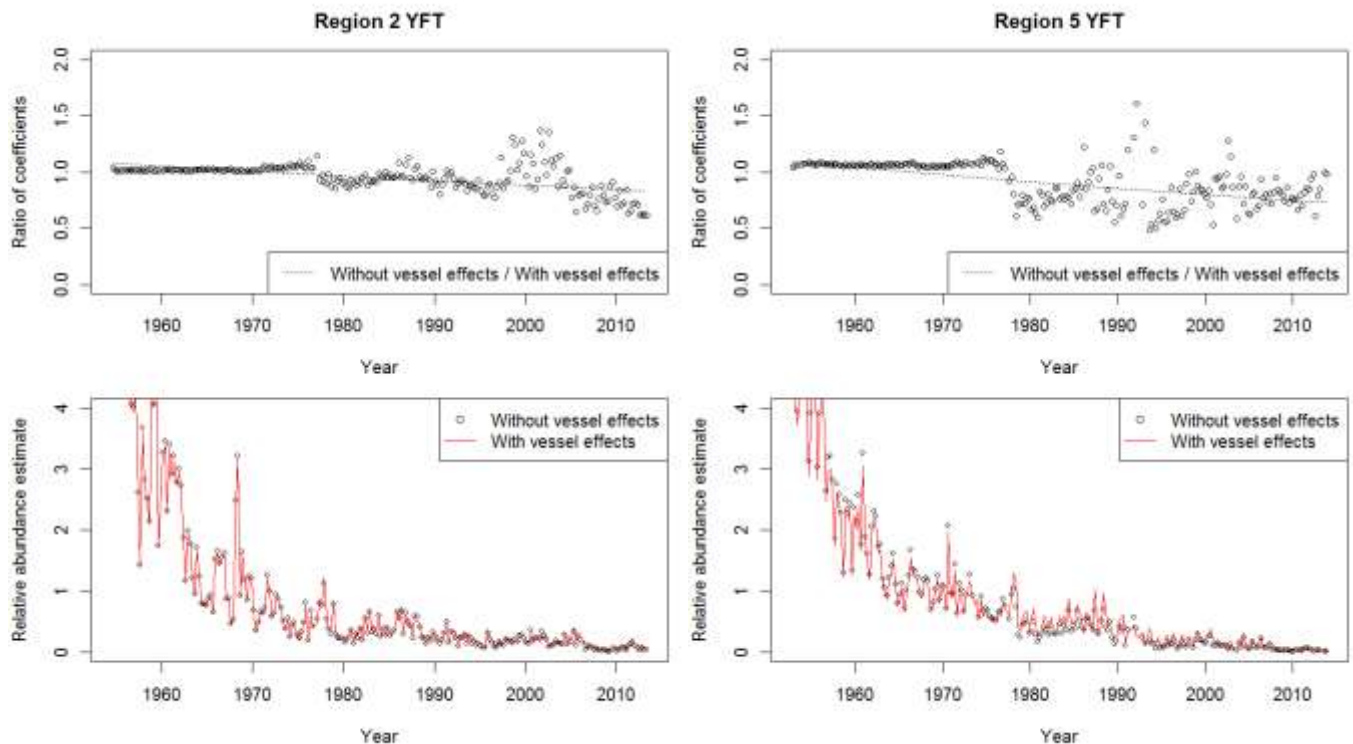 Region 2 YFT
Ratio of coefficients
2.0
1.5
1.0
0.5
0.0
Without vessel effects / With vessel effects
1960 1970 1980 1990 2000 2010
Year
Region 5 YFT
Ratio of coefficients
2.0
1.5
1.0
0.5
0.0
Without vessel effects / With vessel effects
1960 1970 1980 1990 2000 2010
Year
Relative abundance estimate
4
3
2
1
0
Without vessel effects
With vessel effects
1960 1970 1980 1990 2000 2010
Year
Relative abundance estimate
4
3
2
1
0
Without vessel effects
With vessel effects
1960 1970 1980 1990 2000 2010
Year